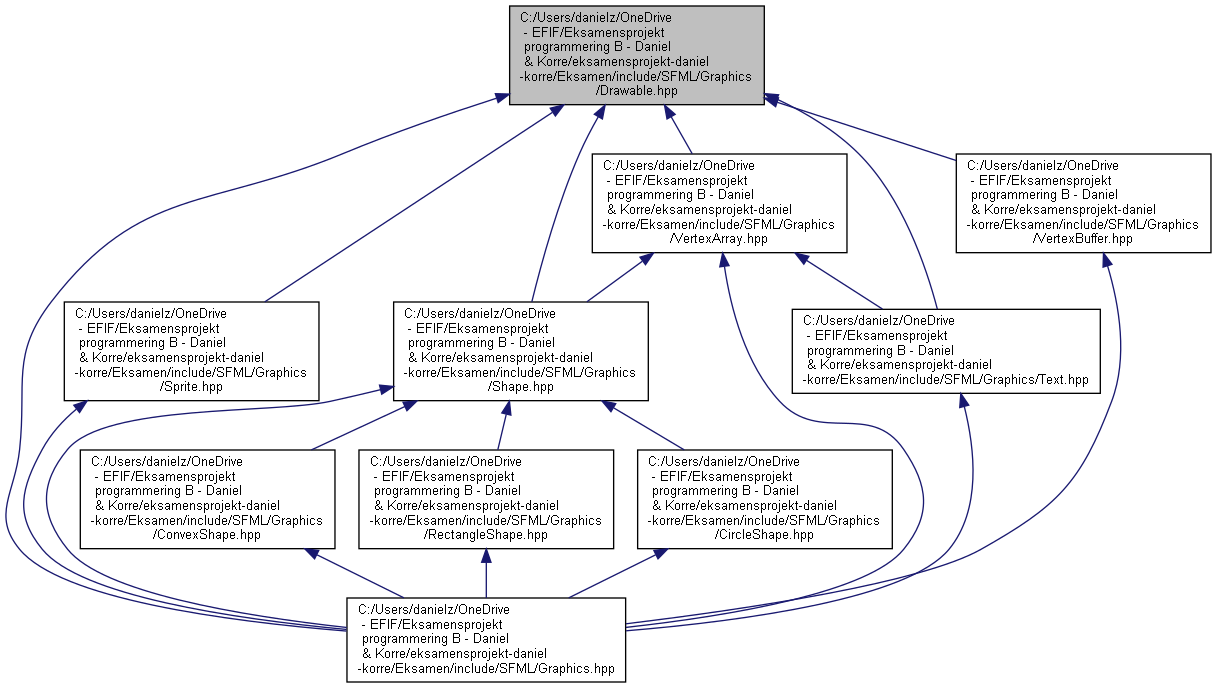 C:/Users/danielz/OneDrive
- EFIF/Eksamensprojekt
programmering B - Daniel
& Korre/eksamensprojekt-daniel
-korre/Eksamen/include/SFML/Graphics
/Drawable.hpp
C:/Users/danielz/OneDrive
- EFIF/Eksamensprojekt
programmering B - Daniel
& Korre/eksamensprojekt-daniel
-korre/Eksamen/include/SFML/Graphics
/VertexArray.hpp
C:/Users/danielz/OneDrive
- EFIF/Eksamensprojekt
programmering B - Daniel
& Korre/eksamensprojekt-daniel
-korre/Eksamen/include/SFML/Graphics
/VertexBuffer.hpp
C:/Users/danielz/OneDrive
- EFIF/Eksamensprojekt
programmering B - Daniel
& Korre/eksamensprojekt-daniel
-korre/Eksamen/include/SFML/Graphics
/Sprite.hpp
C:/Users/danielz/OneDrive
- EFIF/Eksamensprojekt
programmering B - Daniel
& Korre/eksamensprojekt-daniel
-korre/Eksamen/include/SFML/Graphics
/Shape.hpp
C:/Users/danielz/OneDrive
- EFIF/Eksamensprojekt
programmering B - Daniel
& Korre/eksamensprojekt-daniel
-korre/Eksamen/include/SFML/Graphics/Text.hpp
C:/Users/danielz/OneDrive
- EFIF/Eksamensprojekt
programmering B - Daniel
& Korre/eksamensprojekt-daniel
-korre/Eksamen/include/SFML/Graphics
/ConvexShape.hpp
C:/Users/danielz/OneDrive
- EFIF/Eksamensprojekt
programmering B - Daniel
& Korre/eksamensprojekt-daniel
-korre/Eksamen/include/SFML/Graphics
/RectangleShape.hpp
C:/Users/danielz/OneDrive
- EFIF/Eksamensprojekt
programmering B - Daniel
& Korre/eksamensprojekt-daniel
-korre/Eksamen/include/SFML/Graphics
/CircleShape.hpp
C:/Users/danielz/OneDrive
- EFIF/Eksamensprojekt
programmering B - Daniel
& Korre/eksamensprojekt-daniel
-korre/Eksamen/include/SFML/Graphics.hpp